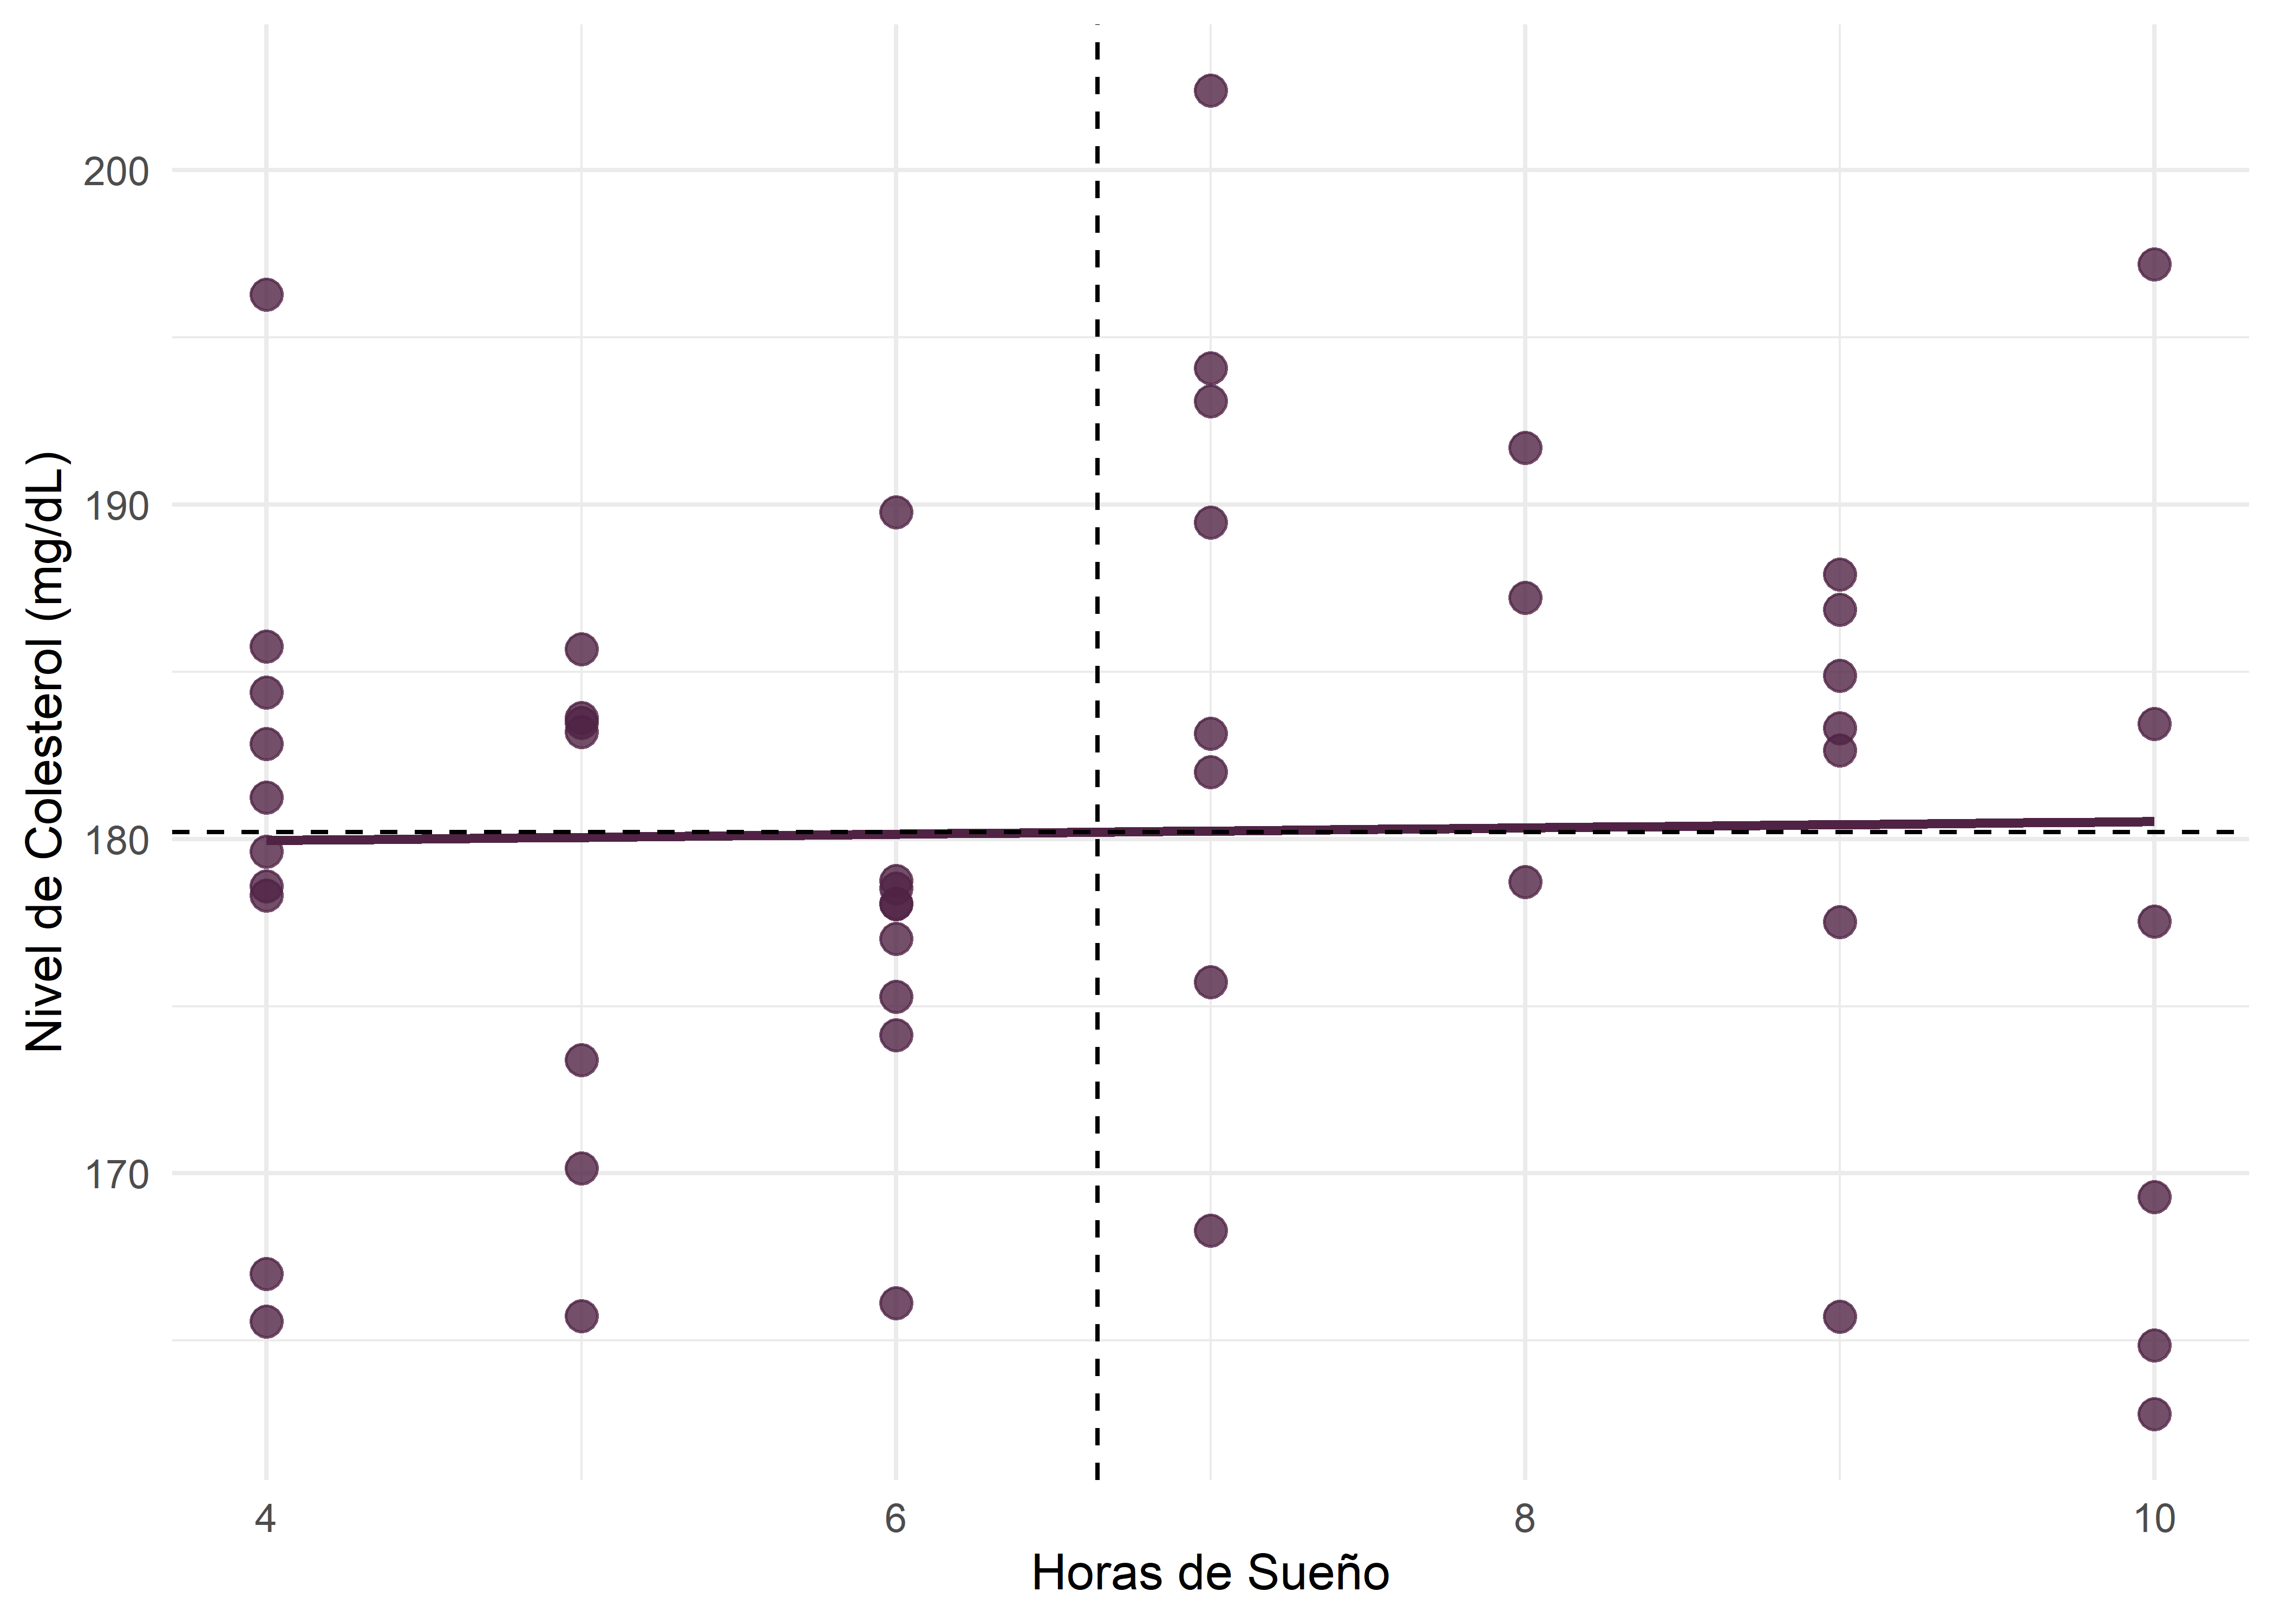 Nivel de Colesterol (mg/dL)
200
190
180
170
4 6 8 10
Horas de Sueño